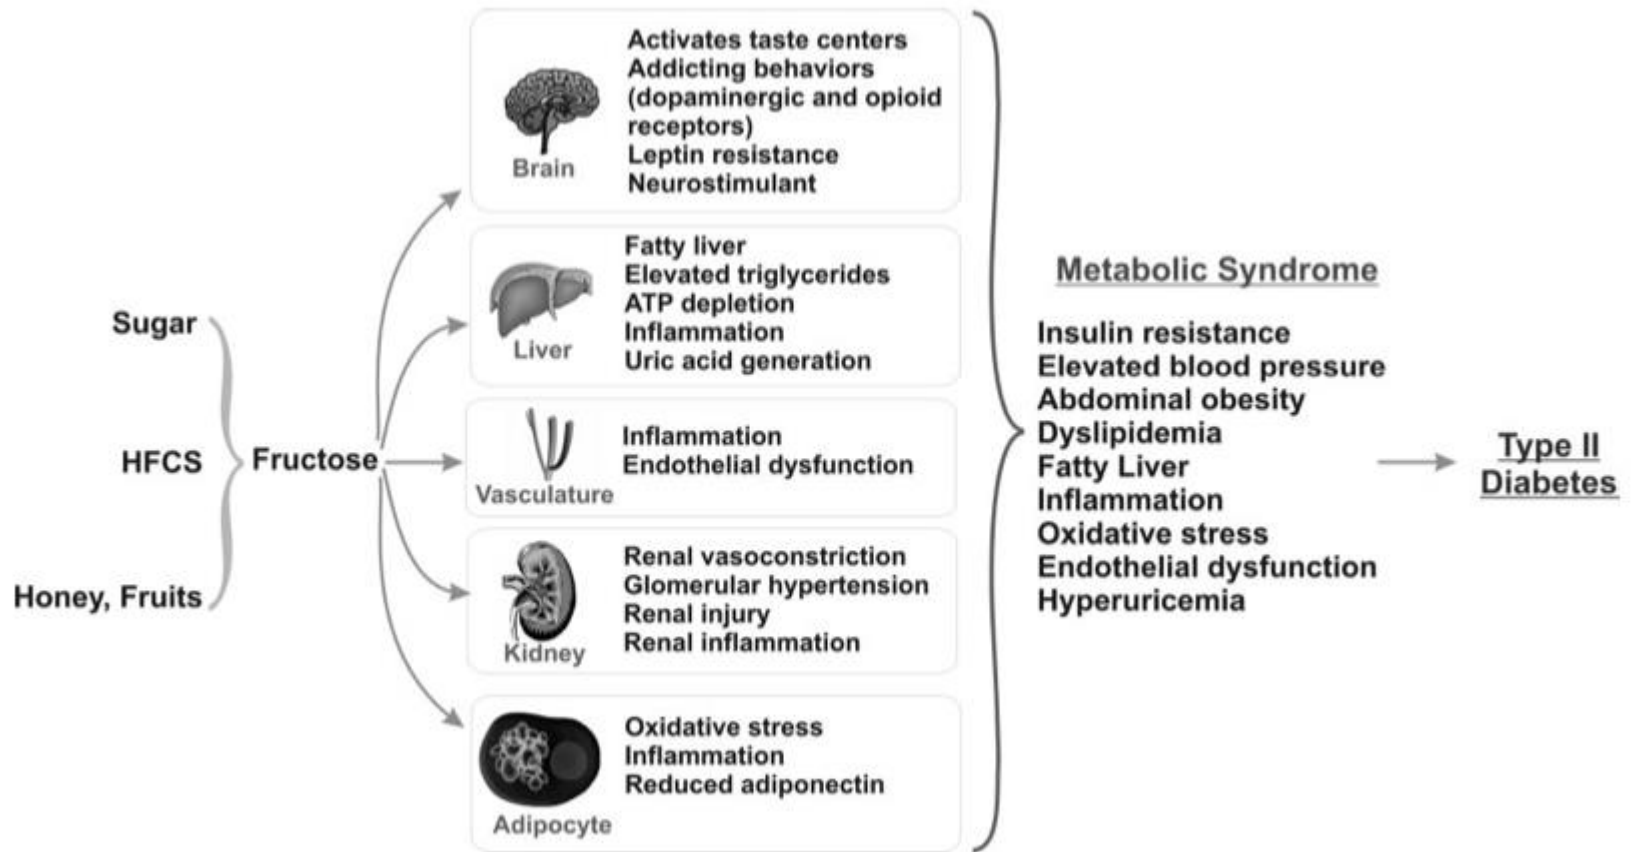 Sugar
HFCS
Honey, Fruits
Fructose
Brain
Activates taste centers
Addicting behaviors
(dopaminergic and opioid
receptors)
Leptin resistance
Neurostimulant
Liver
Fatty liver
Elevated triglycerides
ATP depletion
Inflammation
Uric acid generation
Vasculature
Inflammation
Endothelial dysfunction
Kidney
Renal vasoconstriction
Glomerular hypertension
Renal injury
Renal inflammation
Adipocyte
Oxidative stress
Inflammation
Reduced adiponectin
Metabolic Syndrome
Insulin resistance
Elevated blood pressure
Abdominal obesity
Dyslipidemia
Fatty Liver
Inflammation
Oxidative stress
Endothelial dysfunction
Hyperuricemia
Type II
Diabetes